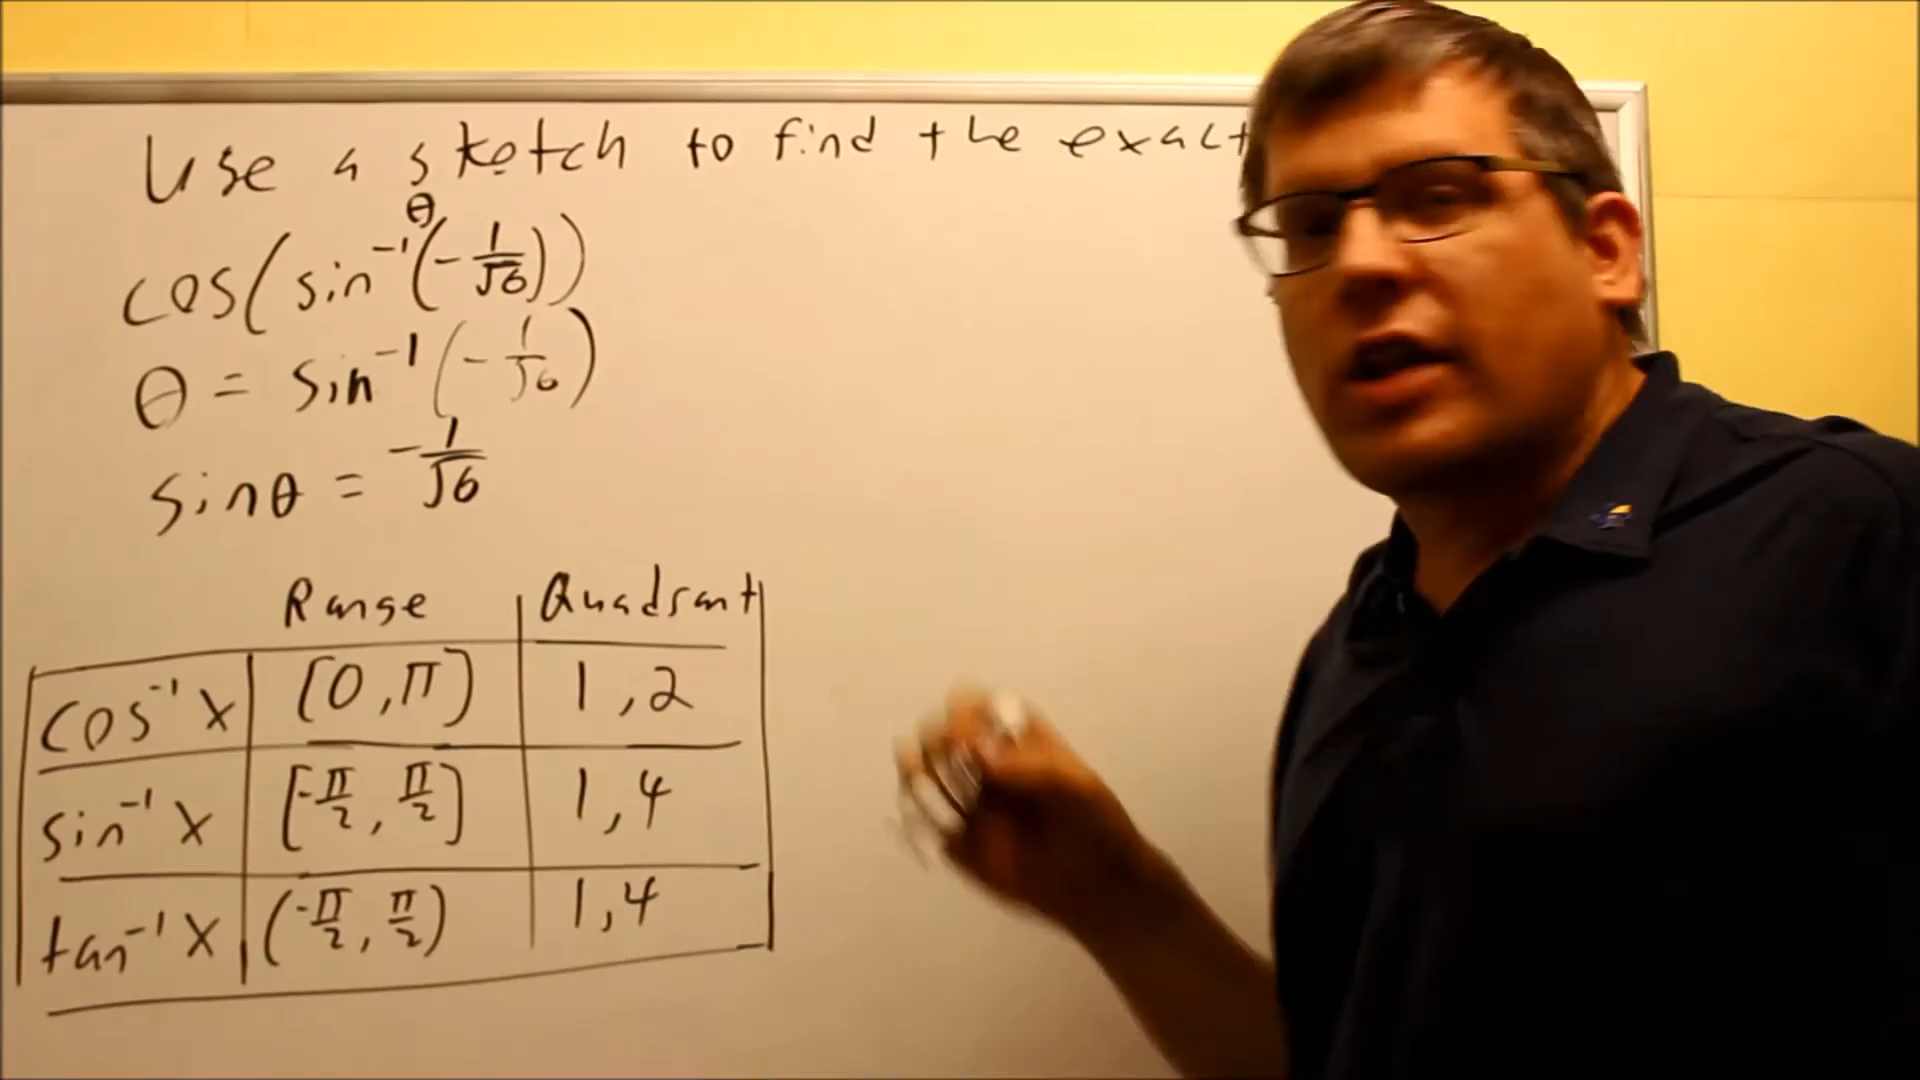 Use a sketch to find the exact
θ
cos(sin⁻¹(-1/√6))
θ = sin⁻¹(-1/√6)
sinθ = -1/√6
Range Quadrant
cos⁻¹x [0,π] 1,2
sin⁻¹x [-π/2, π/2] 1,4
tan⁻¹x (-π/2, π/2) 1,4